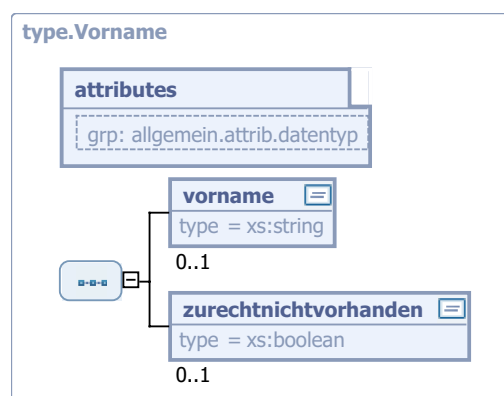 type.Vorname
attributes
grp: allgemein.attrib.datentyp
vorname
type = xs:string
0..1
zurechtnichtvorhanden
type = xs:boolean
0..1